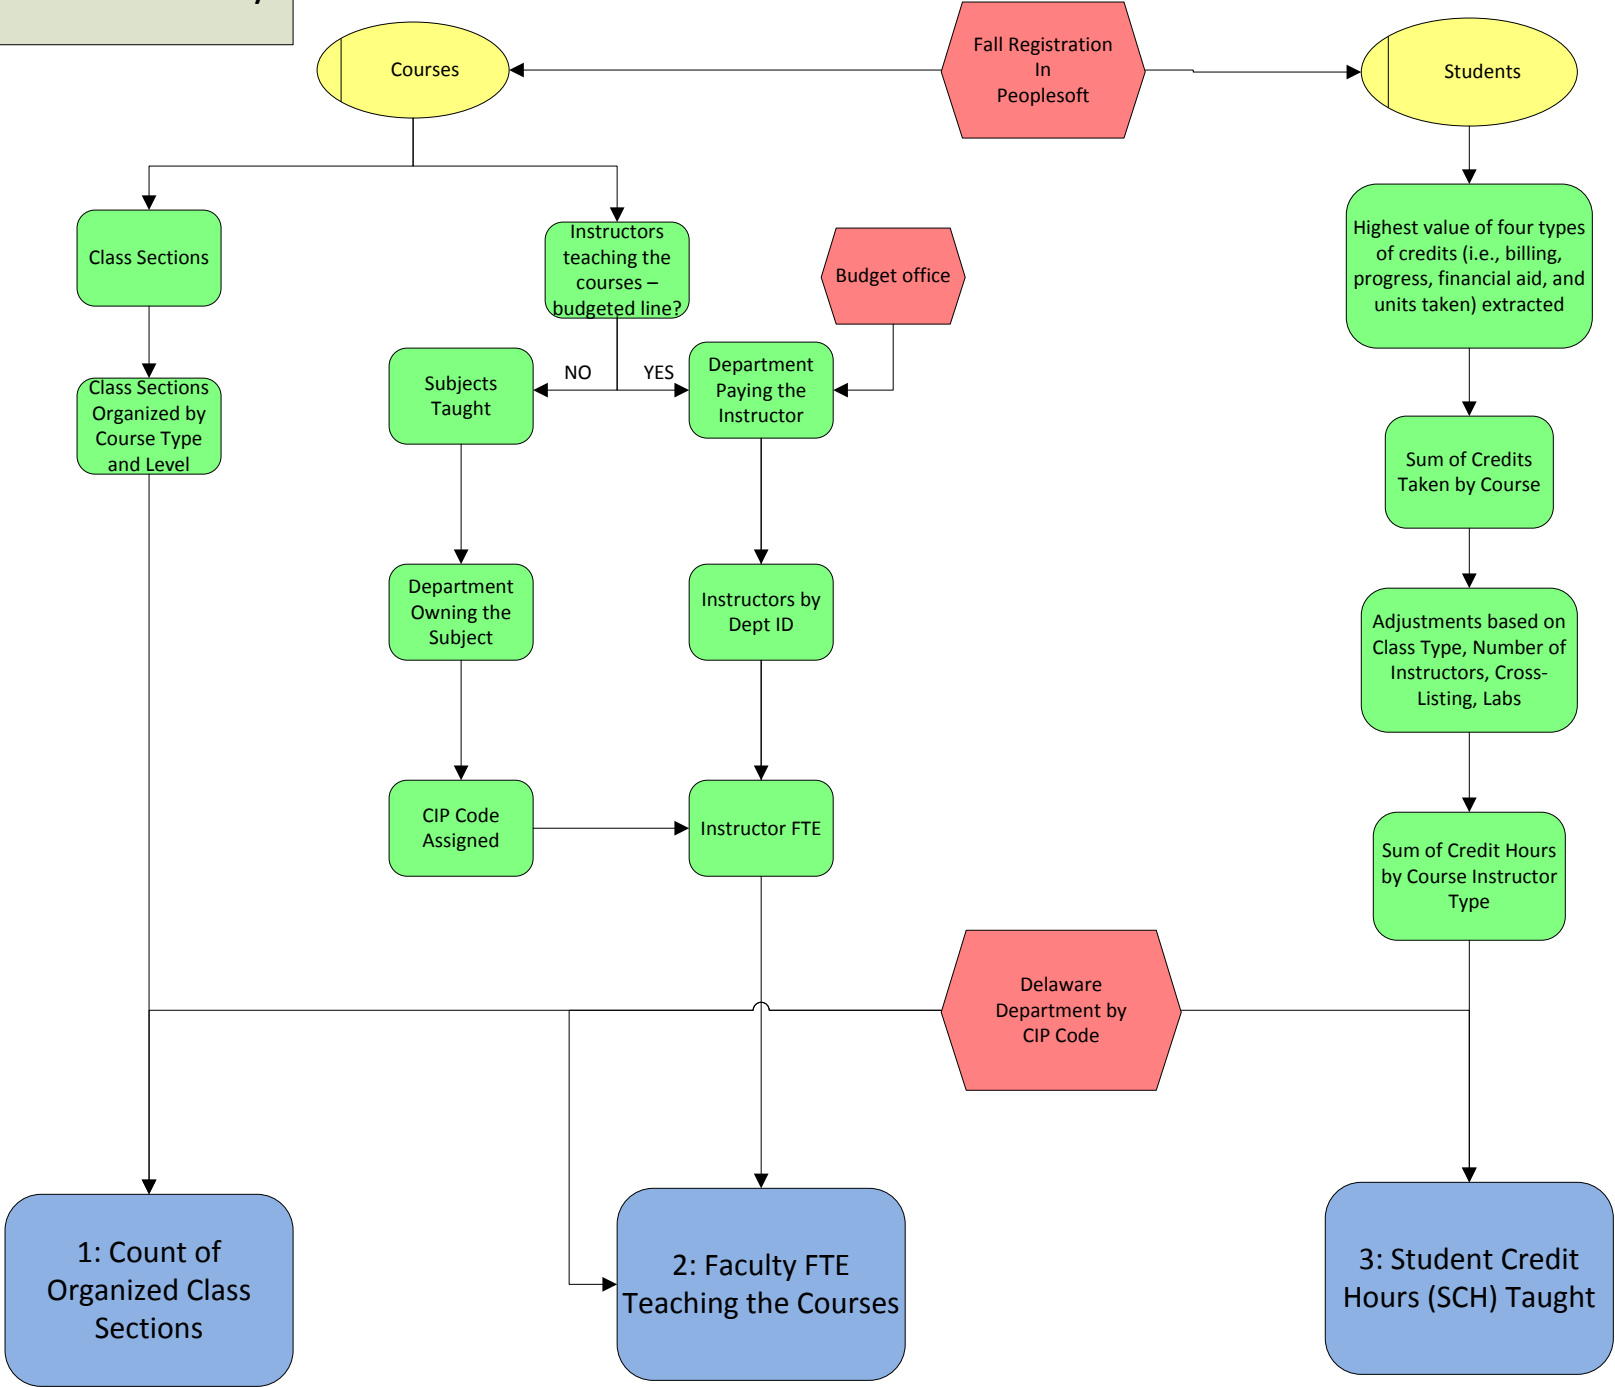 Courses
Fall Registration
In
Peoplesoft
Students
Class Sections
Instructors
teaching the
courses –
budgeted line?
Budget office
Highest value of four types
of credits (i.e., billing,
progress, financial aid, and
units taken) extracted
Class Sections
Organized by
Course Type
and Level
Subjects
Taught
NO
YES
Department
Paying the
Instructor
Sum of Credits
Taken by Course
Department
Owning the
Subject
Instructors by
Dept ID
Adjustments based on
Class Type, Number of
Instructors, Cross-
Listing, Labs
CIP Code
Assigned
Instructor FTE
Sum of Credit Hours
by Course Instructor
Type
Delaware
Department by
CIP Code
1: Count of
Organized Class
Sections
2: Faculty FTE
Teaching the Courses
3: Student Credit
Hours (SCH) Taught